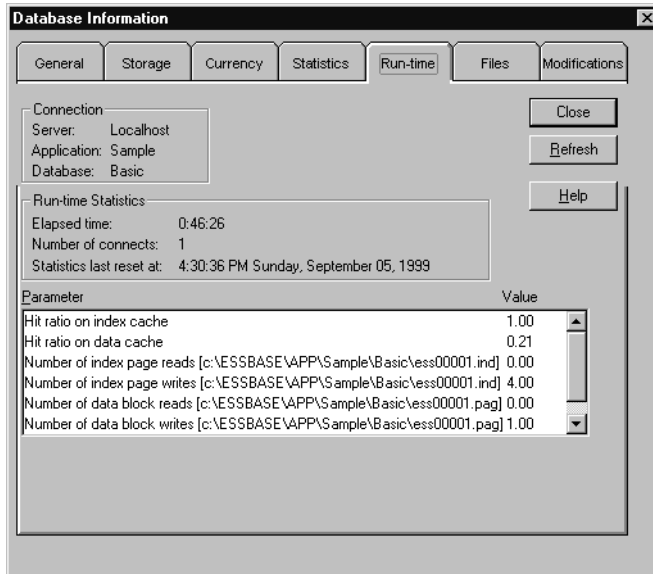 Database Information
General Storage Currency Statistics Run-time Files Modifications
Connection
Server: Localhost
Application: Sample
Database: Basic
Close
Refresh
Help
Run-time Statistics
Elapsed time: 0:46:26
Number of connects: 1
Statistics last reset at: 4:30:36 PM Sunday, September 05, 1999
Parameter Value
Hit ratio on index cache 1.00
Hit ratio on data cache 0.21
Number of index page reads [c:\ESSBASE\APP\Sample\Basic\ess00001.ind] 0.00
Number of index page writes [c:\ESSBASE\APP\Sample\Basic\ess00001.ind] 4.00
Number of data block reads [c:\ESSBASE\APP\Sample\Basic\ess00001.pag] 0.00
Number of data block writes [c:\ESSBASE\APP\Sample\Basic\ess00001.pag] 1.00